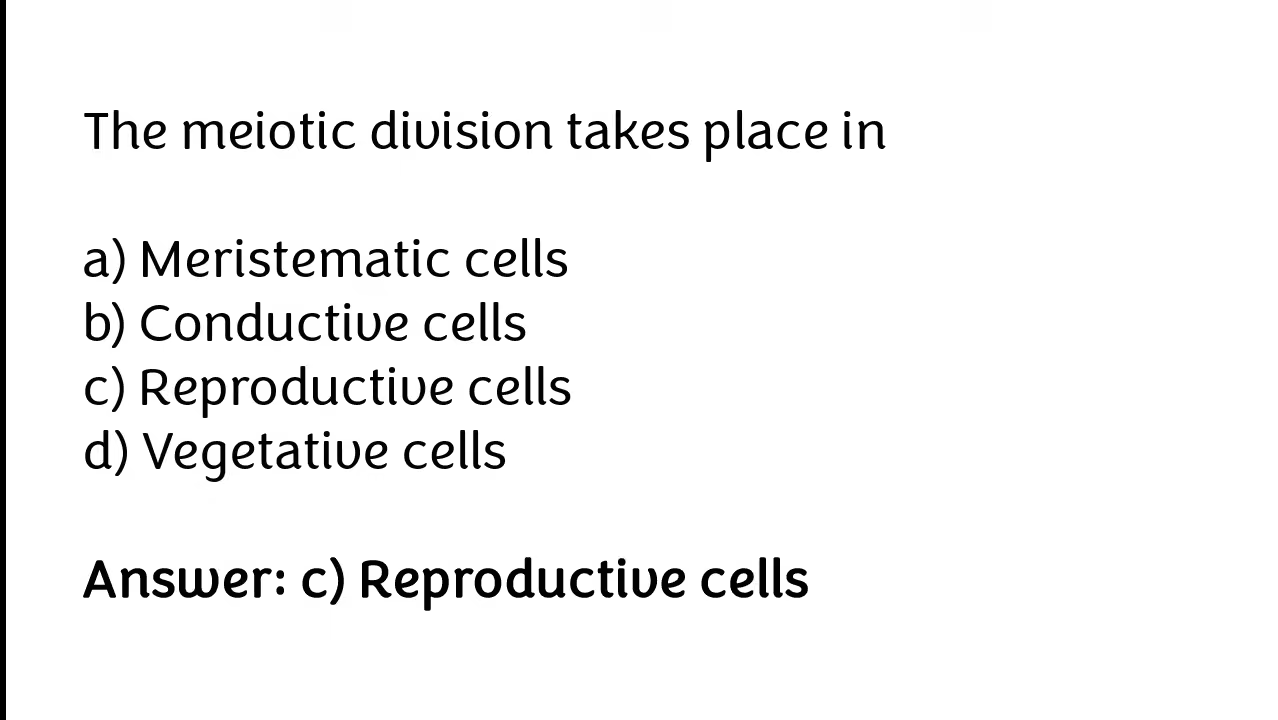 The meiotic division takes place in
a) Meristematic cells
b) Conductive cells
c) Reproductive cells
d) Vegetative cells
Answer: c) Reproductive cells